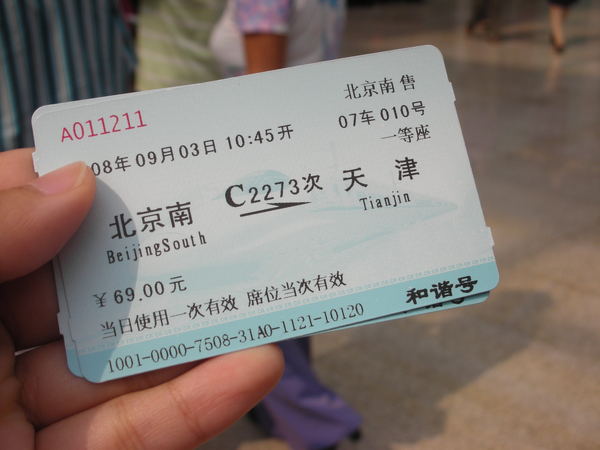 A011211
北京南 售
08年09月03日 10:45开
07车 010号
一等座
北京南
C2273次
天 津
BeijingSouth
Tianjin
¥ 69.00 元
当日使用一次有效 席位当次有效
和谐号
1001-0000-7508-31A0-1121-10120